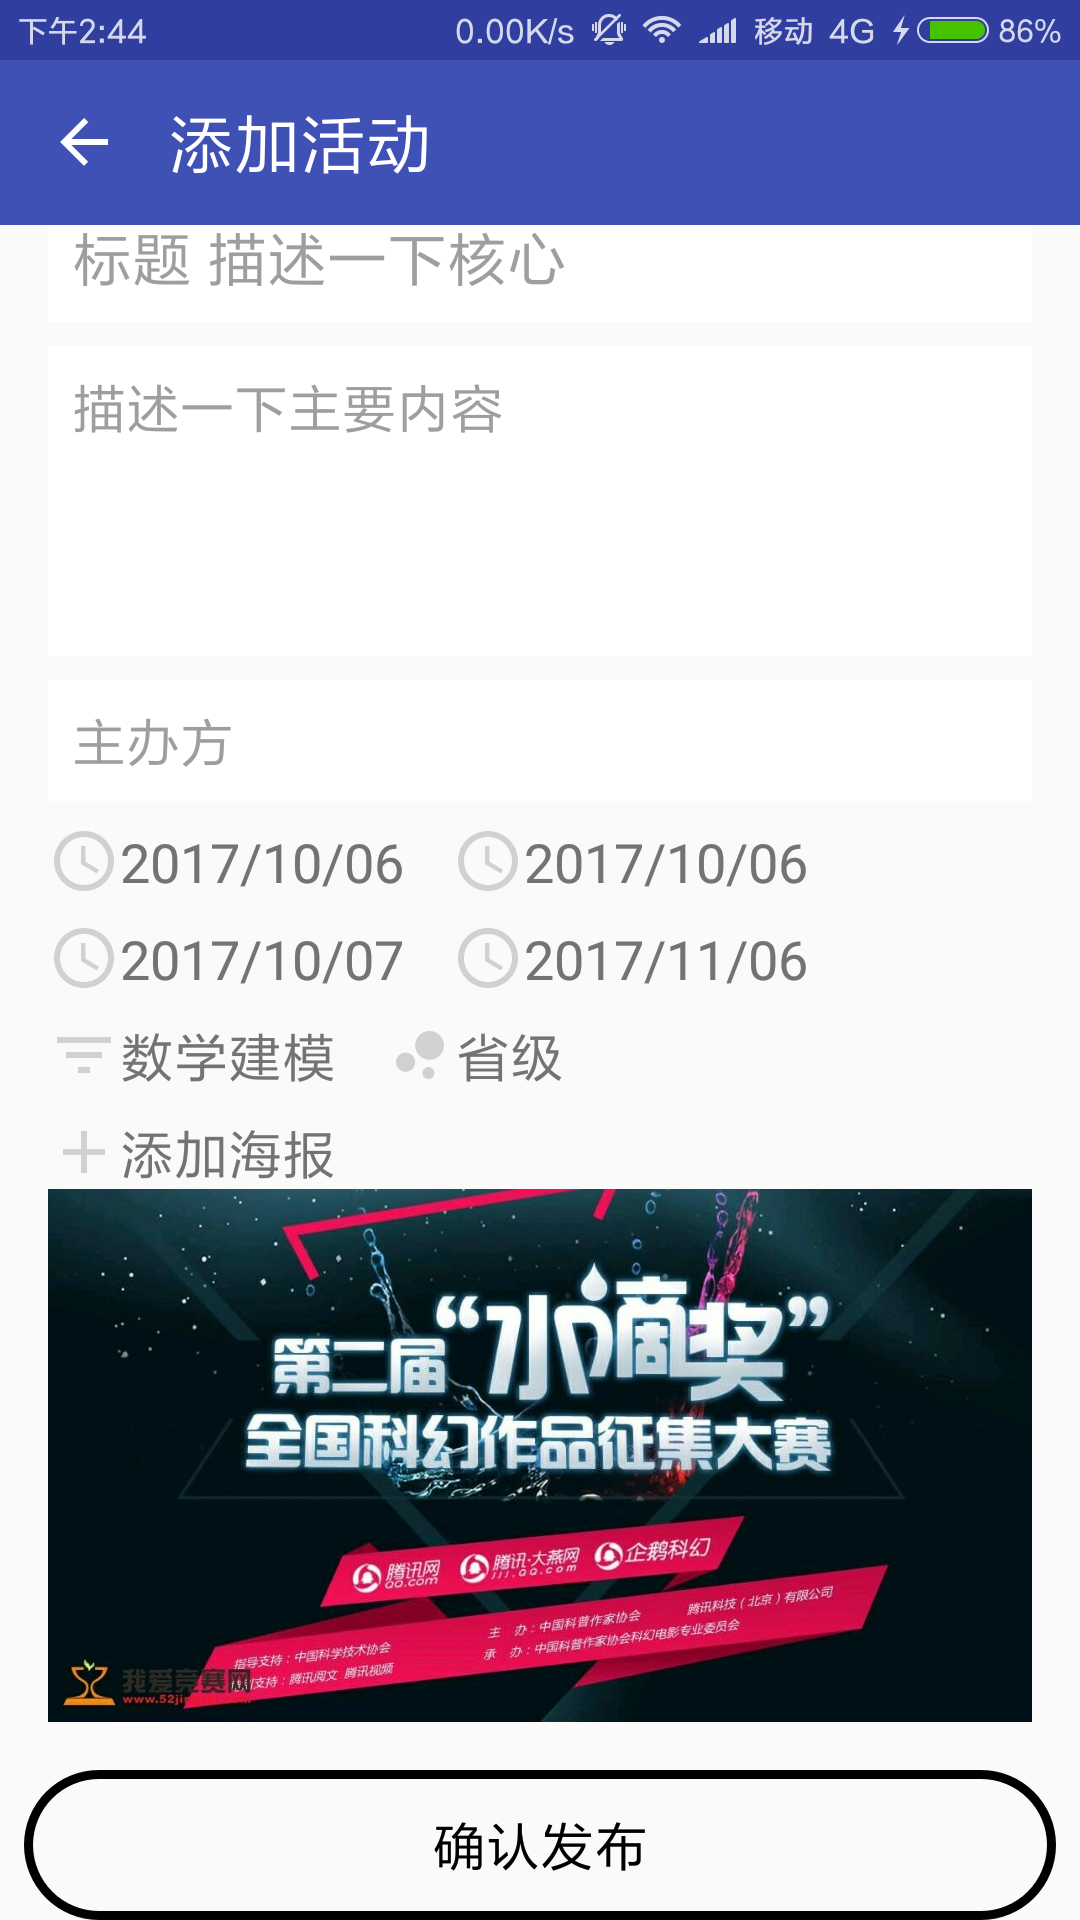 下午2:44 0.00K/s 移动 4G 86%
添加活动
标题 描述一下核心
描述一下主要内容
主办方
2017/10/06 2017/10/06
2017/10/07 2017/11/06
数学建模 省级
添加海报
第二届“水滴奖”
全国科幻作品征集大赛
腾讯网 QQ.com 腾讯·大燕网 JJJ.QQ.com 企鹅科幻
主 办：中国科普作家协会 腾讯科技（北京）有限公司
承 办：中国科普作家协会科幻电影专业委员会
指导支持：中国科学技术协会
支持：腾讯阅文 腾讯视频
我爱竞赛网
www.52ji
确认发布